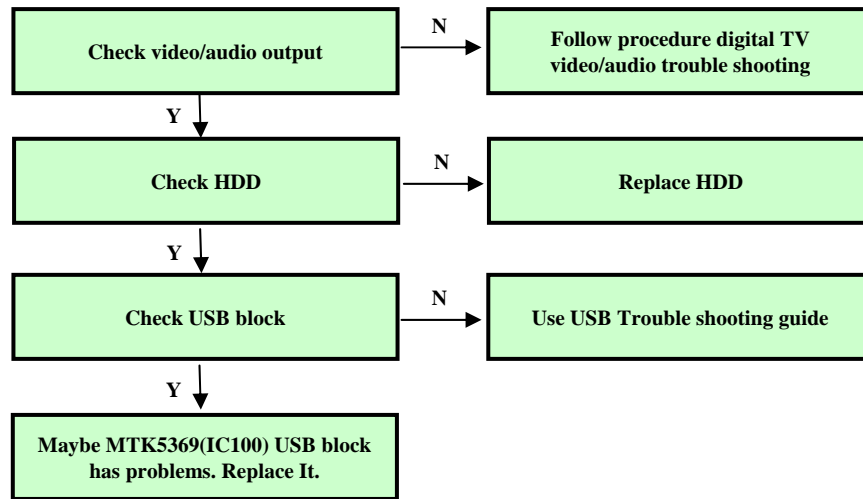 Check video/audio output
N
Follow procedure digital TV
video/audio trouble shooting
Y
Check HDD
N
Replace HDD
Y
Check USB block
N
Use USB Trouble shooting guide
Y
Maybe MTK5369(IC100) USB block
has problems. Replace It.